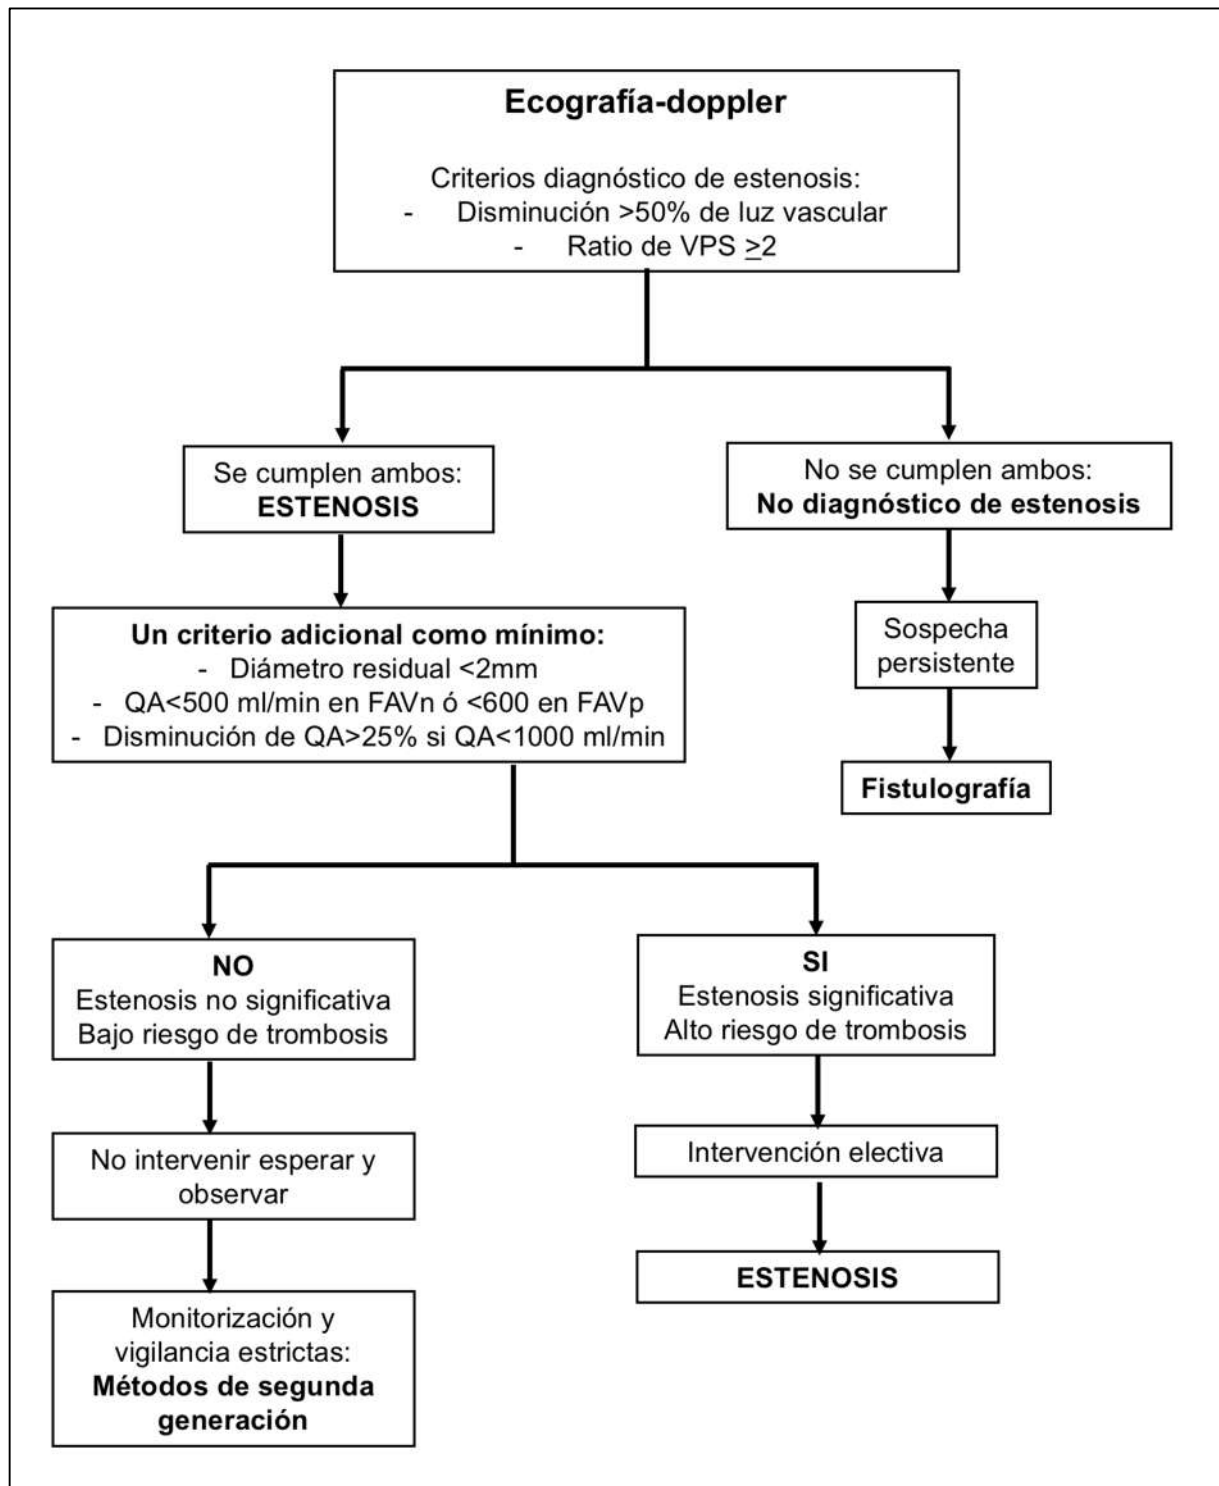 Ecografía-doppler
Criterios diagnóstico de estenosis:
- Disminución >50% de luz vascular
- Ratio de VPS ≥2
Se cumplen ambos:
ESTENOSIS
No se cumplen ambos:
No diagnóstico de estenosis
Un criterio adicional como mínimo:
- Diámetro residual <2mm
- QA<500 ml/min en FAVn ó <600 en FAVp
- Disminución de QA>25% si QA<1000 ml/min
Sospecha
persistente
Fistulografía
NO
Estenosis no significativa
Bajo riesgo de trombosis
SI
Estenosis significativa
Alto riesgo de trombosis
No intervenir esperar y
observar
Intervención electiva
Monitorización y
vigilancia estrictas:
Métodos de segunda
generación
ESTENOSIS